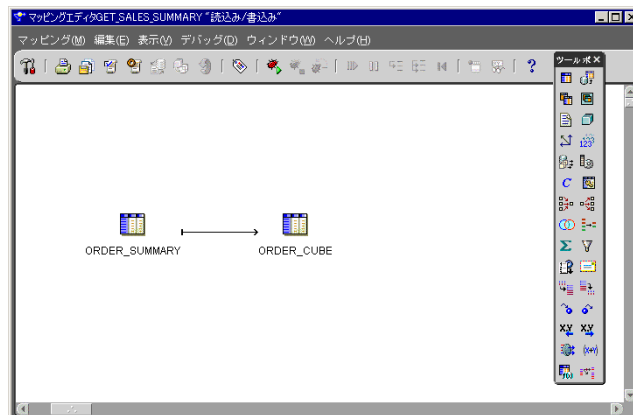 マッピングエディタGET_SALES_SUMMARY "読込み/書込み"
マッピング(M) 編集(E) 表示(V) デバッグ(D) ウィンドウ(W) ヘルプ(H)
ツールボ
ORDER_SUMMARY
ORDER_CUBE